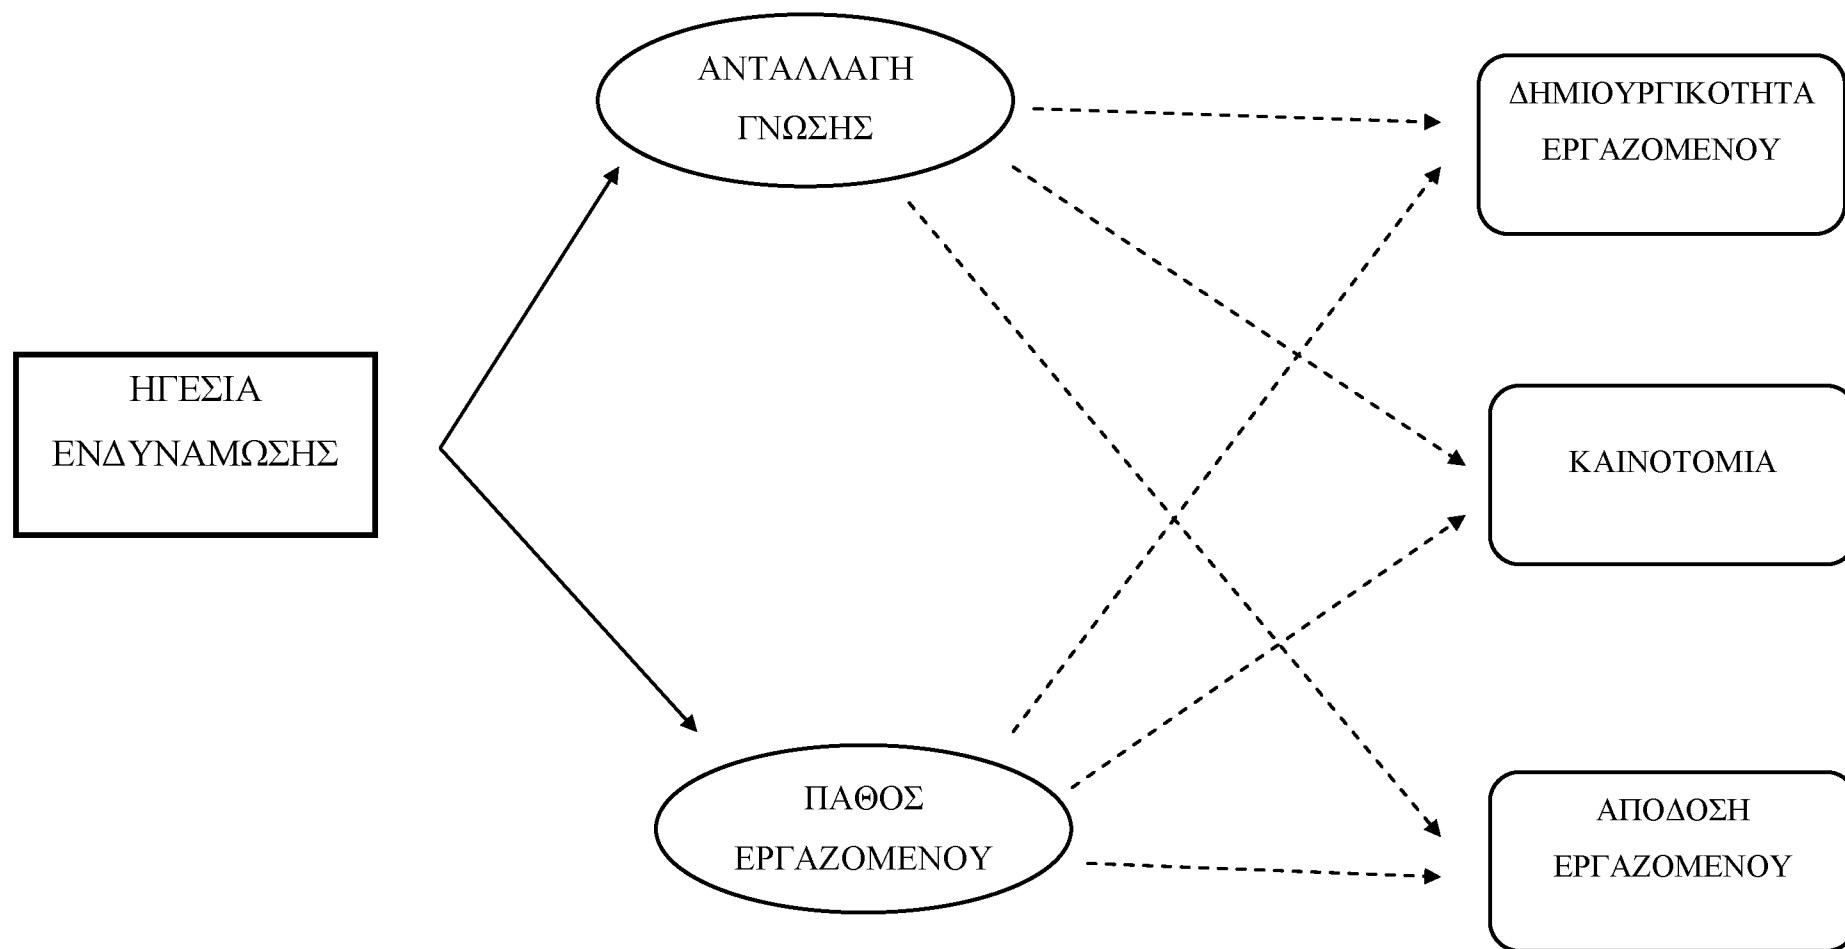 ΑΝΤΑΛΛΑΓΗ
ΓΝΩΣΗΣ
ΔΗΜΙΟΥΡΓΙΚΟΤΗΤΑ
ΕΡΓΑΖΟΜΕΝΟΥ
ΗΓΕΣΙΑ
ΕΝΔΥΝΑΜΩΣΗΣ
ΚΑΙΝΟΤΟΜΙΑ
ΠΑΘΟΣ
ΕΡΓΑΖΟΜΕΝΟΥ
ΑΠΟΔΟΣΗ
ΕΡΓΑΖΟΜΕΝΟΥ